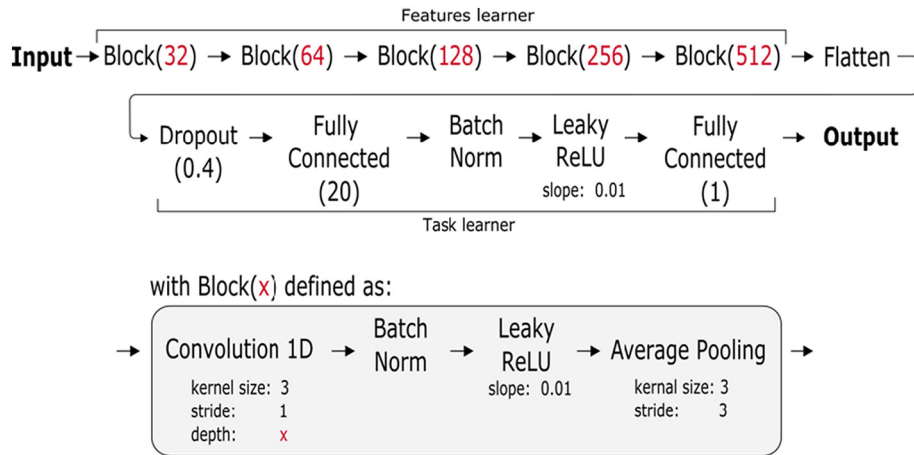 Features learner
Input → Block(32) → Block(64) → Block(128) → Block(256) → Block(512) → Flatten
Dropout (0.4) → Fully Connected (20) → Batch Norm → Leaky ReLU slope: 0.01 → Fully Connected (1) → Output
Task learner
with Block(x) defined as:
→ Convolution 1D → Batch Norm → Leaky ReLU → Average Pooling →
kernel size: 3
stride: 1
depth: x
slope: 0.01
kernal size: 3
stride: 3